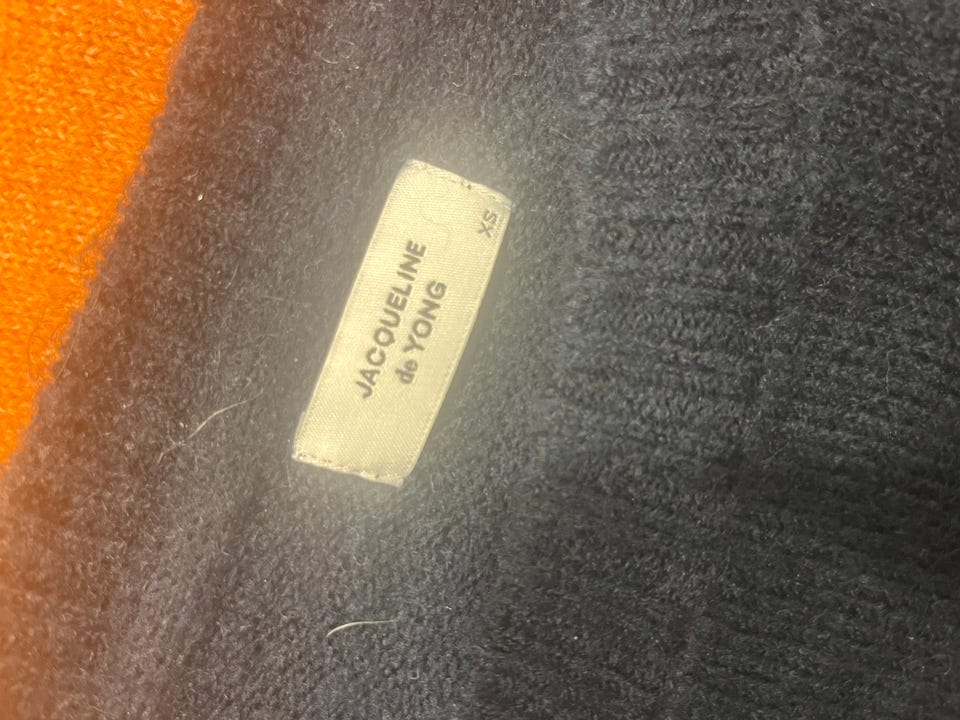 JACQUELINE
de YONG
XS